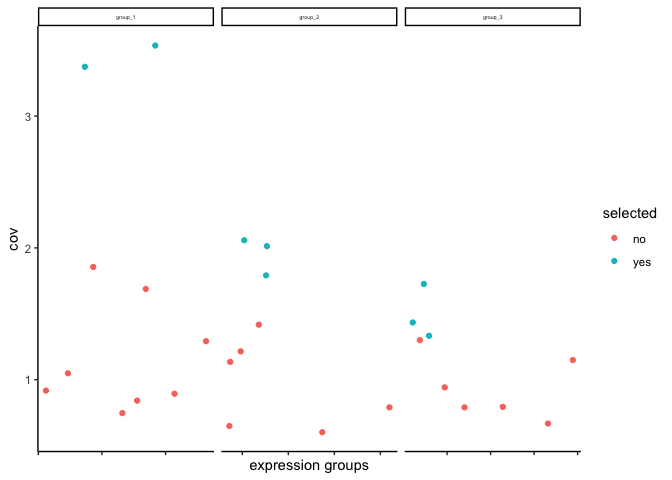 group_1
group_2
group_3
3
2
1
cov
expression groups
selected
no
yes